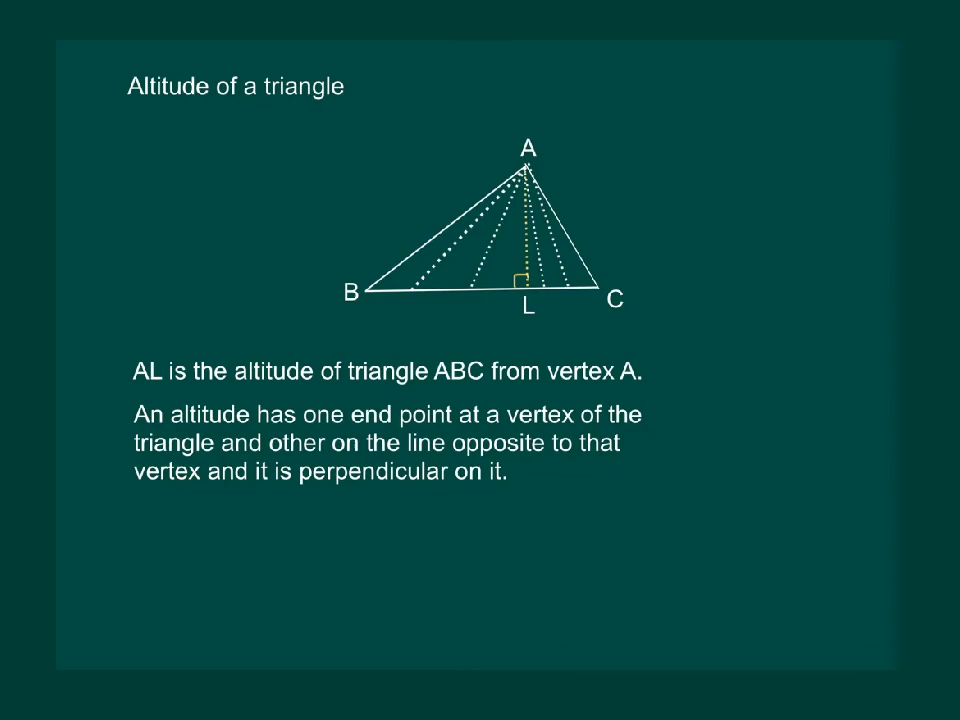 Altitude of a triangle
A
B
L
C
AL is the altitude of triangle ABC from vertex A.
An altitude has one end point at a vertex of the
triangle and other on the line opposite to that
vertex and it is perpendicular on it.